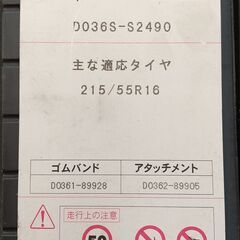 D036S-S2490
主な適応タイヤ
215/55R16
ゴムバンド
アタッチメント
D0361-89928
D0362-89905
走行上の注意
50